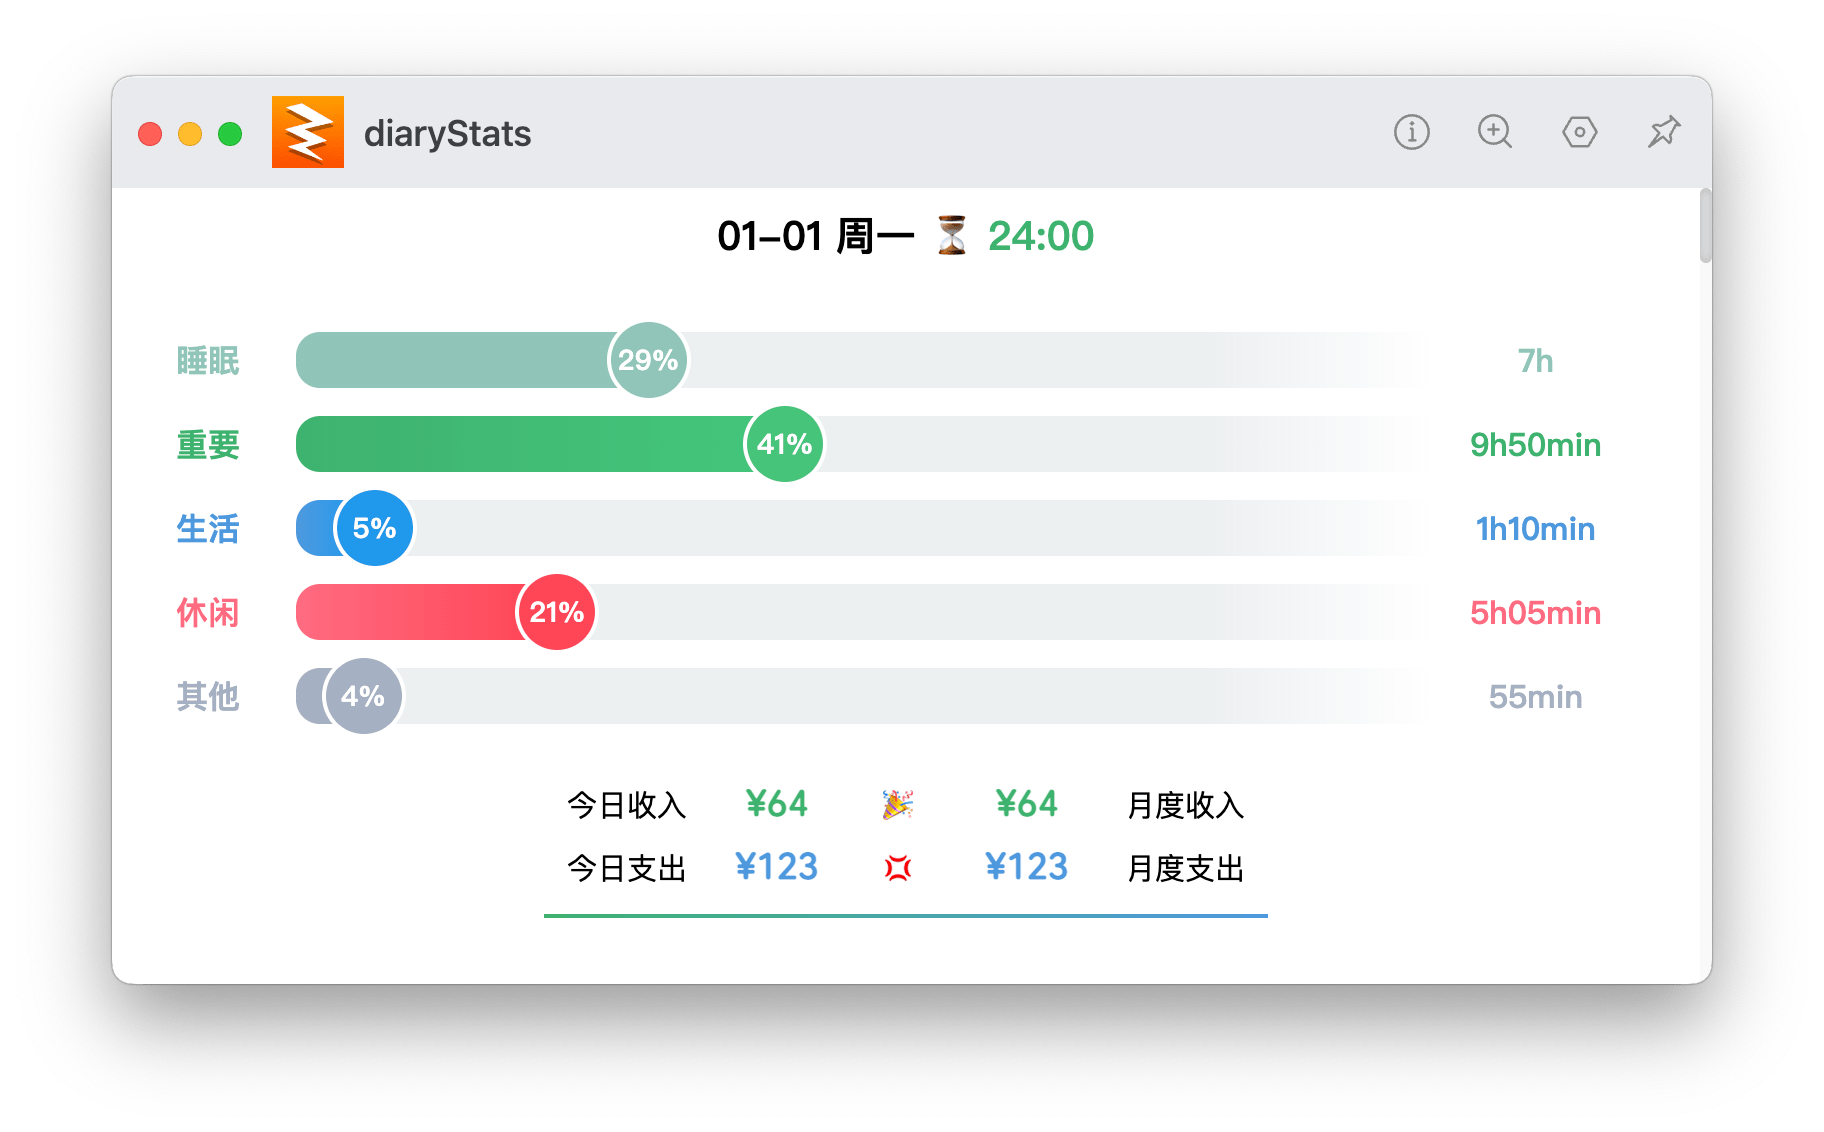 diaryStats
01-01 周一 ⏳ 24:00
睡眠 29% 7h
重要 41% 9h50min
生活 5% 1h10min
休闲 21% 5h05min
其他 4% 55min
今日收入 ¥64 🎉 ¥64 月度收入
今日支出 ¥123 💢 ¥123 月度支出